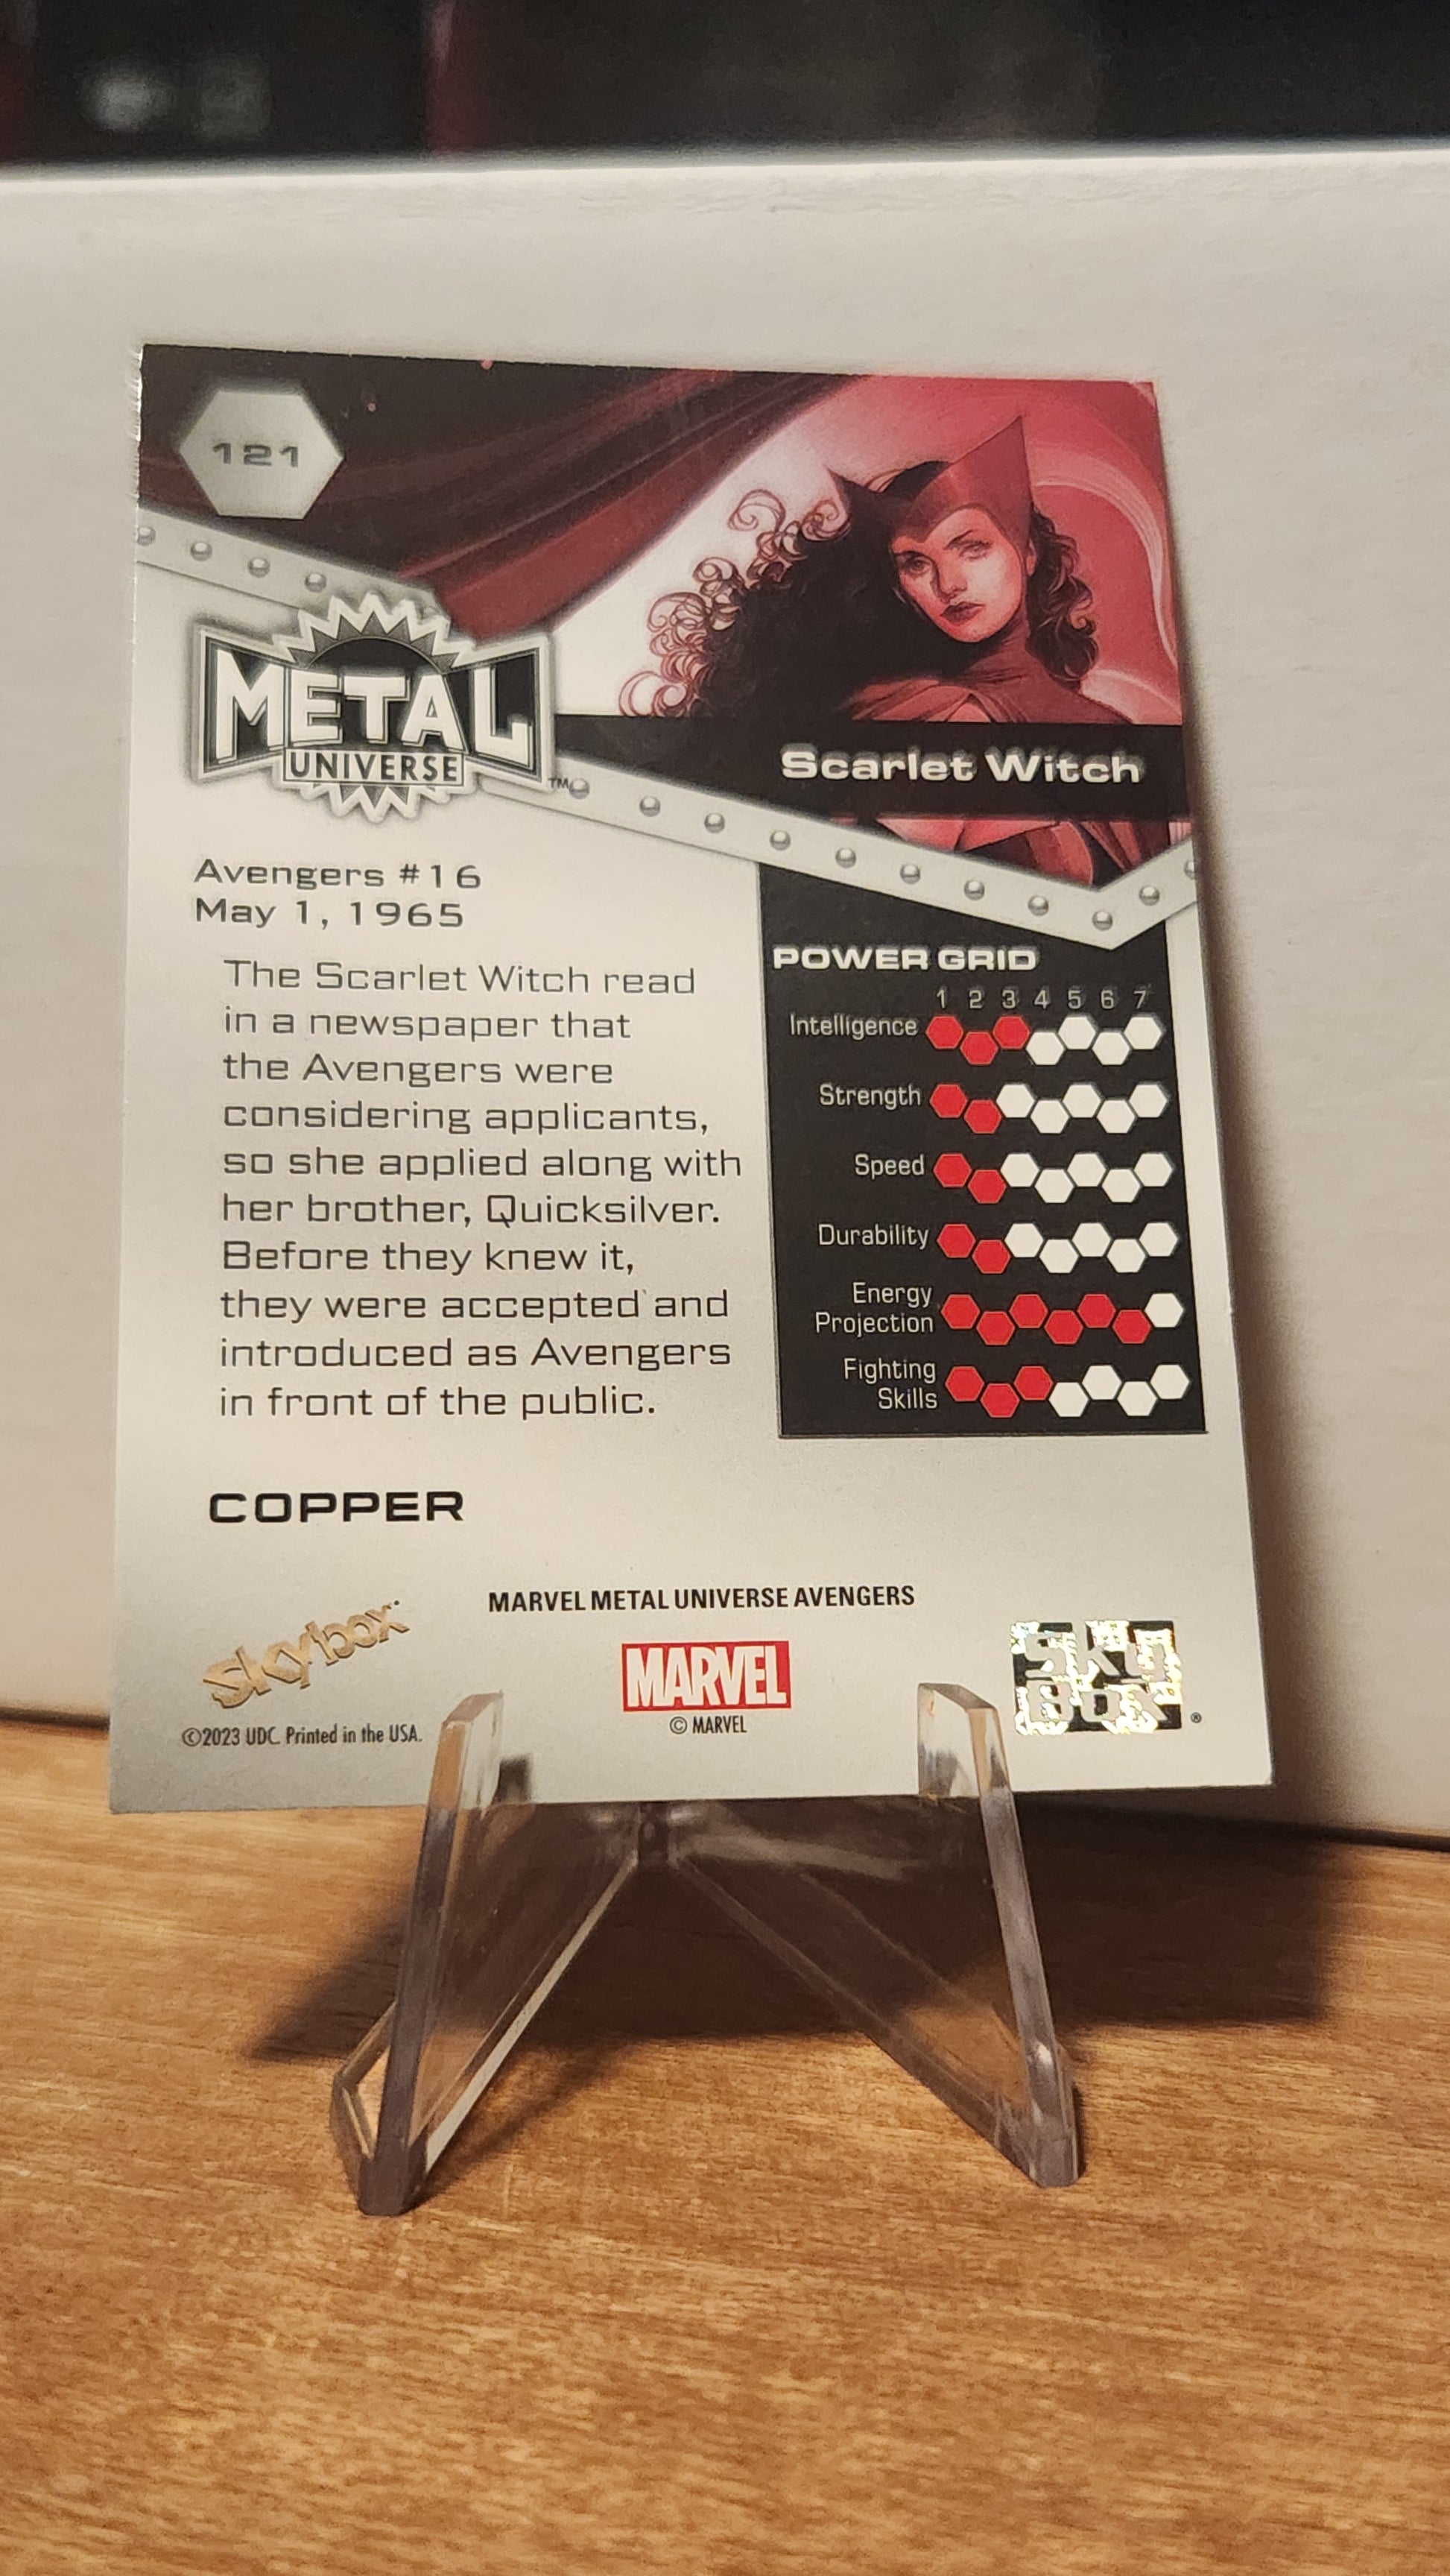 121
METAL
UNIVERSE
TM
Scarlet Witch
Avengers #16
May 1, 1965
The Scarlet Witch read
in a newspaper that
the Avengers were
considering applicants,
so she applied along with
her brother, Quicksilver.
Before they knew it,
they were accepted and
introduced as Avengers
in front of the public.
POWER GRID
1 2 3 4 5 6 7
Intelligence
Strength
Speed
Durability
Energy
Projection
Fighting
Skills
COPPER
MARVEL METAL UNIVERSE AVENGERS
skybox
©2023 UDC. Printed in the USA.
MARVEL
© MARVEL
Sky
Box
®